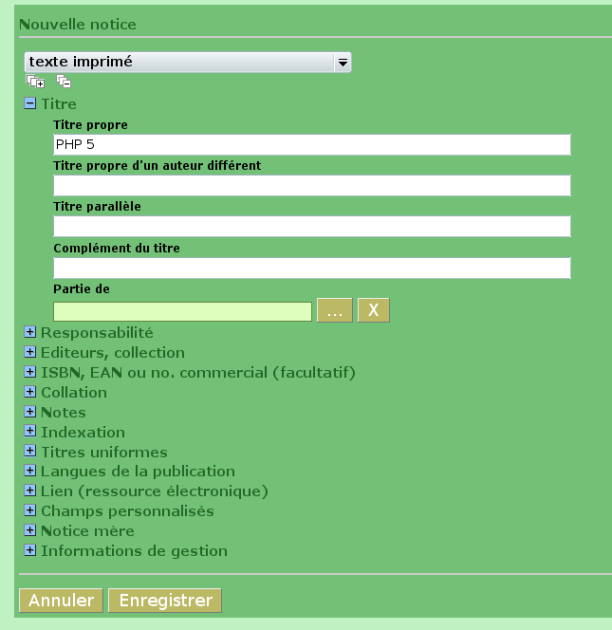 Nouvelle notice
texte imprimé
Titre
Titre propre
PHP 5
Titre propre d'un auteur différent
Titre parallèle
Complément du titre
Partie de
... X
Responsabilité
Editeurs, collection
ISBN, EAN ou no. commercial (facultatif)
Collation
Notes
Indexation
Titres uniformes
Langues de la publication
Lien (ressource électronique)
Champs personnalisés
Notice mère
Informations de gestion
Annuler Enregistrer